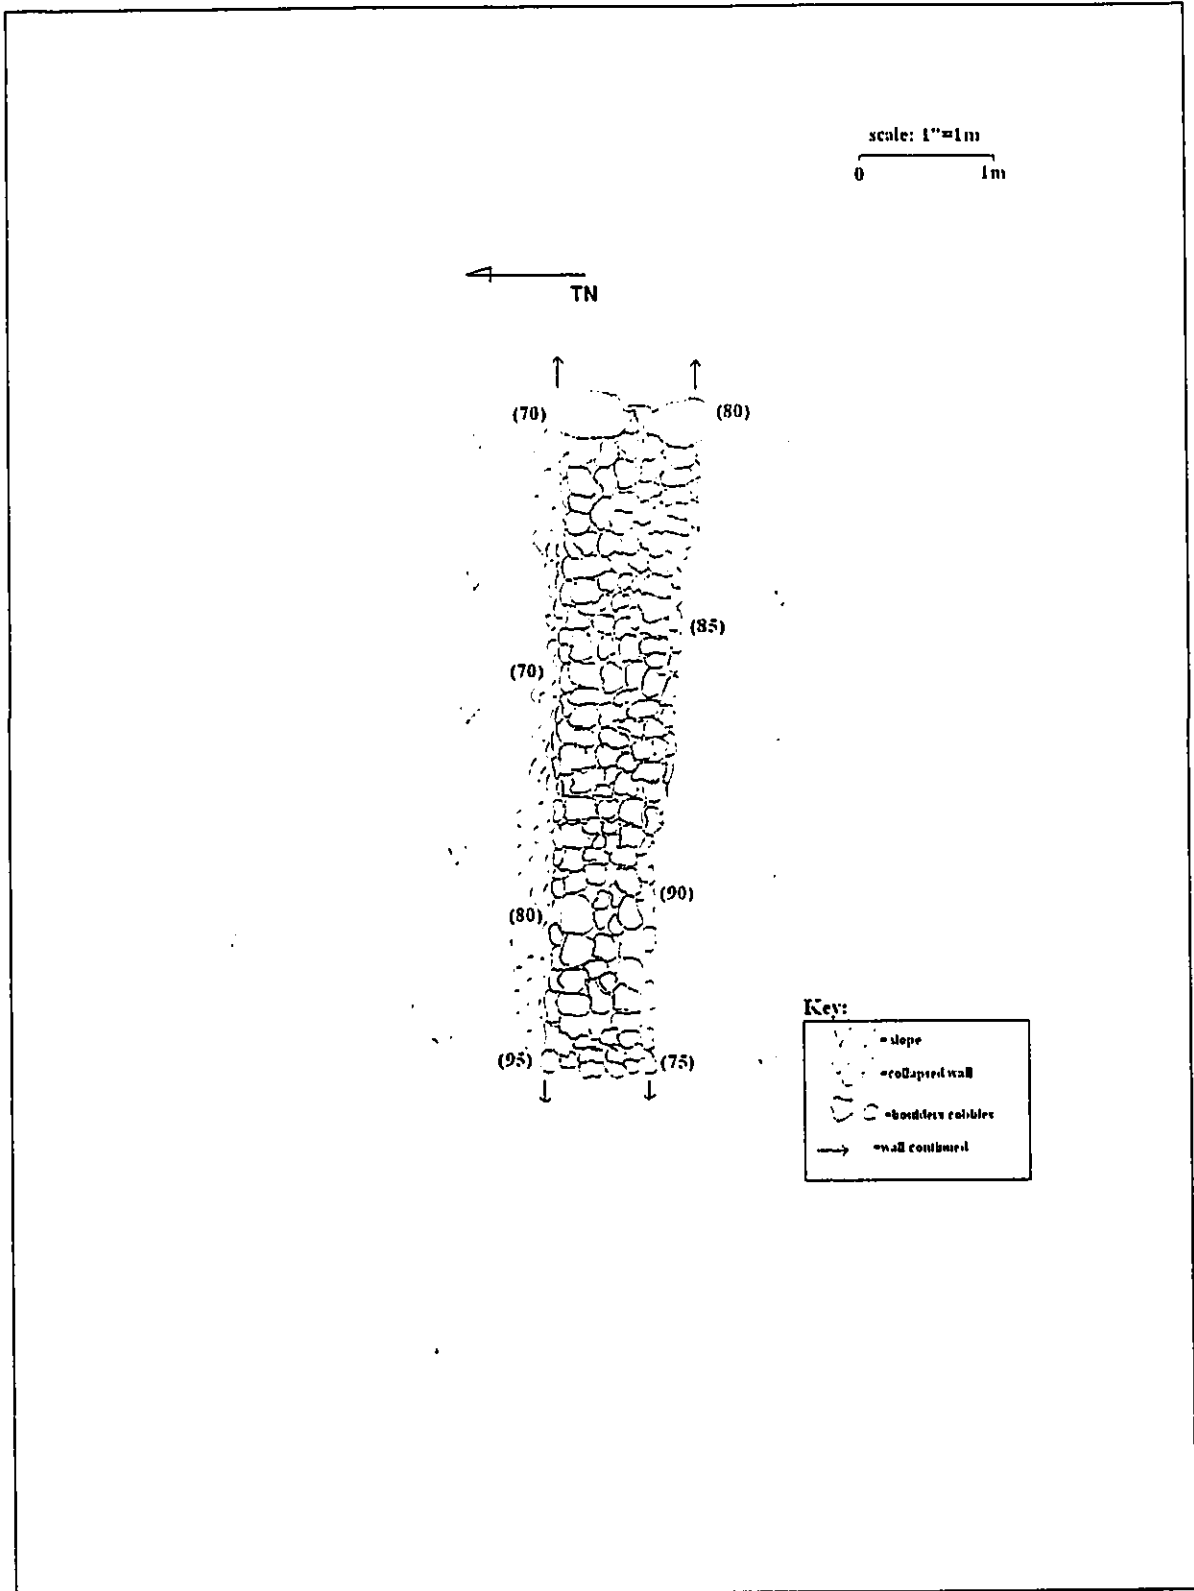 scale: 1"=1m
0 1m
TN
(70) (80)
(85)
(70)
(90)
(80)
(95) (75)
Key:
=slope
=collapsed wall
=boulders cobbles
=wall continued